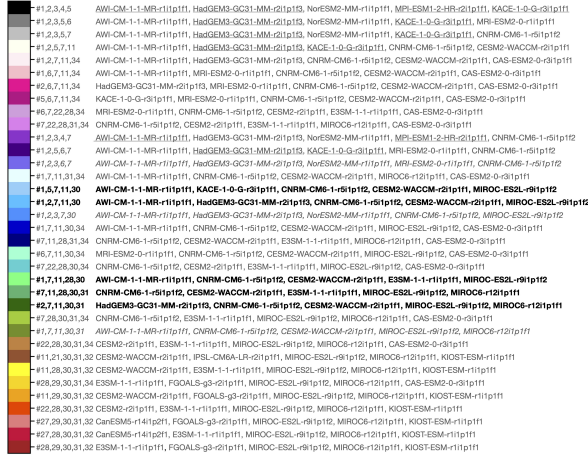 #1,2,3,4,5 AWI-CM-1-1-MR-r1i1p1f1, HadGEM3-GC31-MM-r2i1p1f3, NorESM2-MM-r1i1p1f1, MPI-ESM1-2-HR-r2i1p1f1, KACE-1-0-G-r3i1p1f1
#1,2,3,5,6 AWI-CM-1-1-MR-r1i1p1f1, HadGEM3-GC31-MM-r2i1p1f3, NorESM2-MM-r1i1p1f1, KACE-1-0-G-r3i1p1f1, MRI-ESM2-0-r1i1p1f1
#1,2,3,5,7 AWI-CM-1-1-MR-r1i1p1f1, HadGEM3-GC31-MM-r2i1p1f3, NorESM2-MM-r1i1p1f1, KACE-1-0-G-r3i1p1f1, CNRM-CM6-1-r5i1p1f2
#1,2,5,7,11 AWI-CM-1-1-MR-r1i1p1f1, HadGEM3-GC31-MM-r2i1p1f3, KACE-1-0-G-r3i1p1f1, CNRM-CM6-1-r5i1p1f2, CESM2-WACCM-r2i1p1f1
#1,2,7,11,34 AWI-CM-1-1-MR-r1i1p1f1, HadGEM3-GC31-MM-r2i1p1f3, CNRM-CM6-1-r5i1p1f2, CESM2-WACCM-r2i1p1f1, CAS-ESM2-0-r3i1p1f1
#1,6,7,11,34 AWI-CM-1-1-MR-r1i1p1f1, MRI-ESM2-0-r1i1p1f1, CNRM-CM6-1-r5i1p1f2, CESM2-WACCM-r2i1p1f1, CAS-ESM2-0-r3i1p1f1
#2,6,7,11,34 HadGEM3-GC31-MM-r2i1p1f3, MRI-ESM2-0-r1i1p1f1, CNRM-CM6-1-r5i1p1f2, CESM2-WACCM-r2i1p1f1, CAS-ESM2-0-r3i1p1f1
#5,6,7,11,34 KACE-1-0-G-r3i1p1f1, MRI-ESM2-0-r1i1p1f1, CNRM-CM6-1-r5i1p1f2, CESM2-WACCM-r2i1p1f1, CAS-ESM2-0-r3i1p1f1
#6,7,22,28,34 MRI-ESM2-0-r1i1p1f1, CNRM-CM6-1-r5i1p1f2, CESM2-r2i1p1f1, E3SM-1-1-r1i1p1f1, CAS-ESM2-0-r3i1p1f1
#7,22,28,31,34 CNRM-CM6-1-r5i1p1f2, CESM2-r2i1p1f1, E3SM-1-1-r1i1p1f1, MIROC6-r12i1p1f1, CAS-ESM2-0-r3i1p1f1
#1,2,3,4,7 AWI-CM-1-1-MR-r1i1p1f1, HadGEM3-GC31-MM-r2i1p1f3, NorESM2-MM-r1i1p1f1, MPI-ESM1-2-HR-r2i1p1f1, CNRM-CM6-1-r5i1p1f2
#1,2,5,6,7 AWI-CM-1-1-MR-r1i1p1f1, HadGEM3-GC31-MM-r2i1p1f3, KACE-1-0-G-r3i1p1f1, MRI-ESM2-0-r1i1p1f1, CNRM-CM6-1-r5i1p1f2
#1,2,3,6,7 AWI-CM-1-1-MR-r1i1p1f1, HadGEM3-GC31-MM-r2i1p1f3, NorESM2-MM-r1i1p1f1, MRI-ESM2-0-r1i1p1f1, CNRM-CM6-1-r5i1p1f2
#1,7,11,31,34 AWI-CM-1-1-MR-r1i1p1f1, CNRM-CM6-1-r5i1p1f2, CESM2-WACCM-r2i1p1f1, MIROC6-r12i1p1f1, CAS-ESM2-0-r3i1p1f1
#1,5,7,11,30 AWI-CM-1-1-MR-r1i1p1f1, KACE-1-0-G-r3i1p1f1, CNRM-CM6-1-r5i1p1f2, CESM2-WACCM-r2i1p1f1, MIROC-ES2L-r9i1p1f2
#1,2,7,11,30 AWI-CM-1-1-MR-r1i1p1f1, HadGEM3-GC31-MM-r2i1p1f3, CNRM-CM6-1-r5i1p1f2, CESM2-WACCM-r2i1p1f1, MIROC-ES2L-r9i1p1f2
#1,2,3,7,30 AWI-CM-1-1-MR-r1i1p1f1, HadGEM3-GC31-MM-r2i1p1f3, NorESM2-MM-r1i1p1f1, CNRM-CM6-1-r5i1p1f2, MIROC-ES2L-r9i1p1f2
#1,7,11,30,34 AWI-CM-1-1-MR-r1i1p1f1, CNRM-CM6-1-r5i1p1f2, CESM2-WACCM-r2i1p1f1, MIROC-ES2L-r9i1p1f2, CAS-ESM2-0-r3i1p1f1
#7,11,28,31,34 CNRM-CM6-1-r5i1p1f2, CESM2-WACCM-r2i1p1f1, E3SM-1-1-r1i1p1f1, MIROC6-r12i1p1f1, CAS-ESM2-0-r3i1p1f1
#6,7,11,30,34 MRI-ESM2-0-r1i1p1f1, CNRM-CM6-1-r5i1p1f2, CESM2-WACCM-r2i1p1f1, MIROC-ES2L-r9i1p1f2, CAS-ESM2-0-r3i1p1f1
#7,22,28,30,34 CNRM-CM6-1-r5i1p1f2, CESM2-r2i1p1f1, E3SM-1-1-r1i1p1f1, MIROC-ES2L-r9i1p1f2, CAS-ESM2-0-r3i1p1f1
#1,7,11,28,30 AWI-CM-1-1-MR-r1i1p1f1, CNRM-CM6-1-r5i1p1f2, CESM2-WACCM-r2i1p1f1, E3SM-1-1-r1i1p1f1, MIROC-ES2L-r9i1p1f2
#7,11,28,30,31 CNRM-CM6-1-r5i1p1f2, CESM2-WACCM-r2i1p1f1, E3SM-1-1-r1i1p1f1, MIROC-ES2L-r9i1p1f2, MIROC6-r12i1p1f1
#2,7,11,30,31 HadGEM3-GC31-MM-r2i1p1f3, CNRM-CM6-1-r5i1p1f2, CESM2-WACCM-r2i1p1f1, MIROC-ES2L-r9i1p1f2, MIROC6-r12i1p1f1
#7,28,30,31,34 CNRM-CM6-1-r5i1p1f2, E3SM-1-1-r1i1p1f1, MIROC-ES2L-r9i1p1f2, MIROC6-r12i1p1f1, CAS-ESM2-0-r3i1p1f1
#1,7,11,30,31 AWI-CM-1-1-MR-r1i1p1f1, CNRM-CM6-1-r5i1p1f2, CESM2-WACCM-r2i1p1f1, MIROC-ES2L-r9i1p1f2, MIROC6-r12i1p1f1
#22,28,30,31,34 CESM2-r2i1p1f1, E3SM-1-1-r1i1p1f1, MIROC-ES2L-r9i1p1f2, MIROC6-r12i1p1f1, CAS-ESM2-0-r3i1p1f1
#11,21,30,31,32 CESM2-WACCM-r2i1p1f1, IPSL-CM6A-LR-r2i1p1f1, MIROC-ES2L-r9i1p1f2, MIROC6-r12i1p1f1, KIOST-ESM-r1i1p1f1
#11,28,30,31,32 CESM2-WACCM-r2i1p1f1, E3SM-1-1-r1i1p1f1, MIROC-ES2L-r9i1p1f2, MIROC6-r12i1p1f1, KIOST-ESM-r1i1p1f1
#28,29,30,31,34 E3SM-1-1-r1i1p1f1, FGOALS-g3-r2i1p1f1, MIROC-ES2L-r9i1p1f2, MIROC6-r12i1p1f1, CAS-ESM2-0-r3i1p1f1
#11,29,30,31,32 CESM2-WACCM-r2i1p1f1, FGOALS-g3-r2i1p1f1, MIROC-ES2L-r9i1p1f2, MIROC6-r12i1p1f1, KIOST-ESM-r1i1p1f1
#22,28,30,31,32 CESM2-r2i1p1f1, E3SM-1-1-r1i1p1f1, MIROC-ES2L-r9i1p1f2, MIROC6-r12i1p1f1, KIOST-ESM-r1i1p1f1
#27,29,30,31,32 CanESM5-r14i1p2f1, FGOALS-g3-r2i1p1f1, MIROC-ES2L-r9i1p1f2, MIROC6-r12i1p1f1, KIOST-ESM-r1i1p1f1
#27,28,30,31,32 CanESM5-r14i1p2f1, E3SM-1-1-r1i1p1f1, MIROC-ES2L-r9i1p1f2, MIROC6-r12i1p1f1, KIOST-ESM-r1i1p1f1
#28,29,30,31,32 E3SM-1-1-r1i1p1f1, FGOALS-g3-r2i1p1f1, MIROC-ES2L-r9i1p1f2, MIROC6-r12i1p1f1, KIOST-ESM-r1i1p1f1